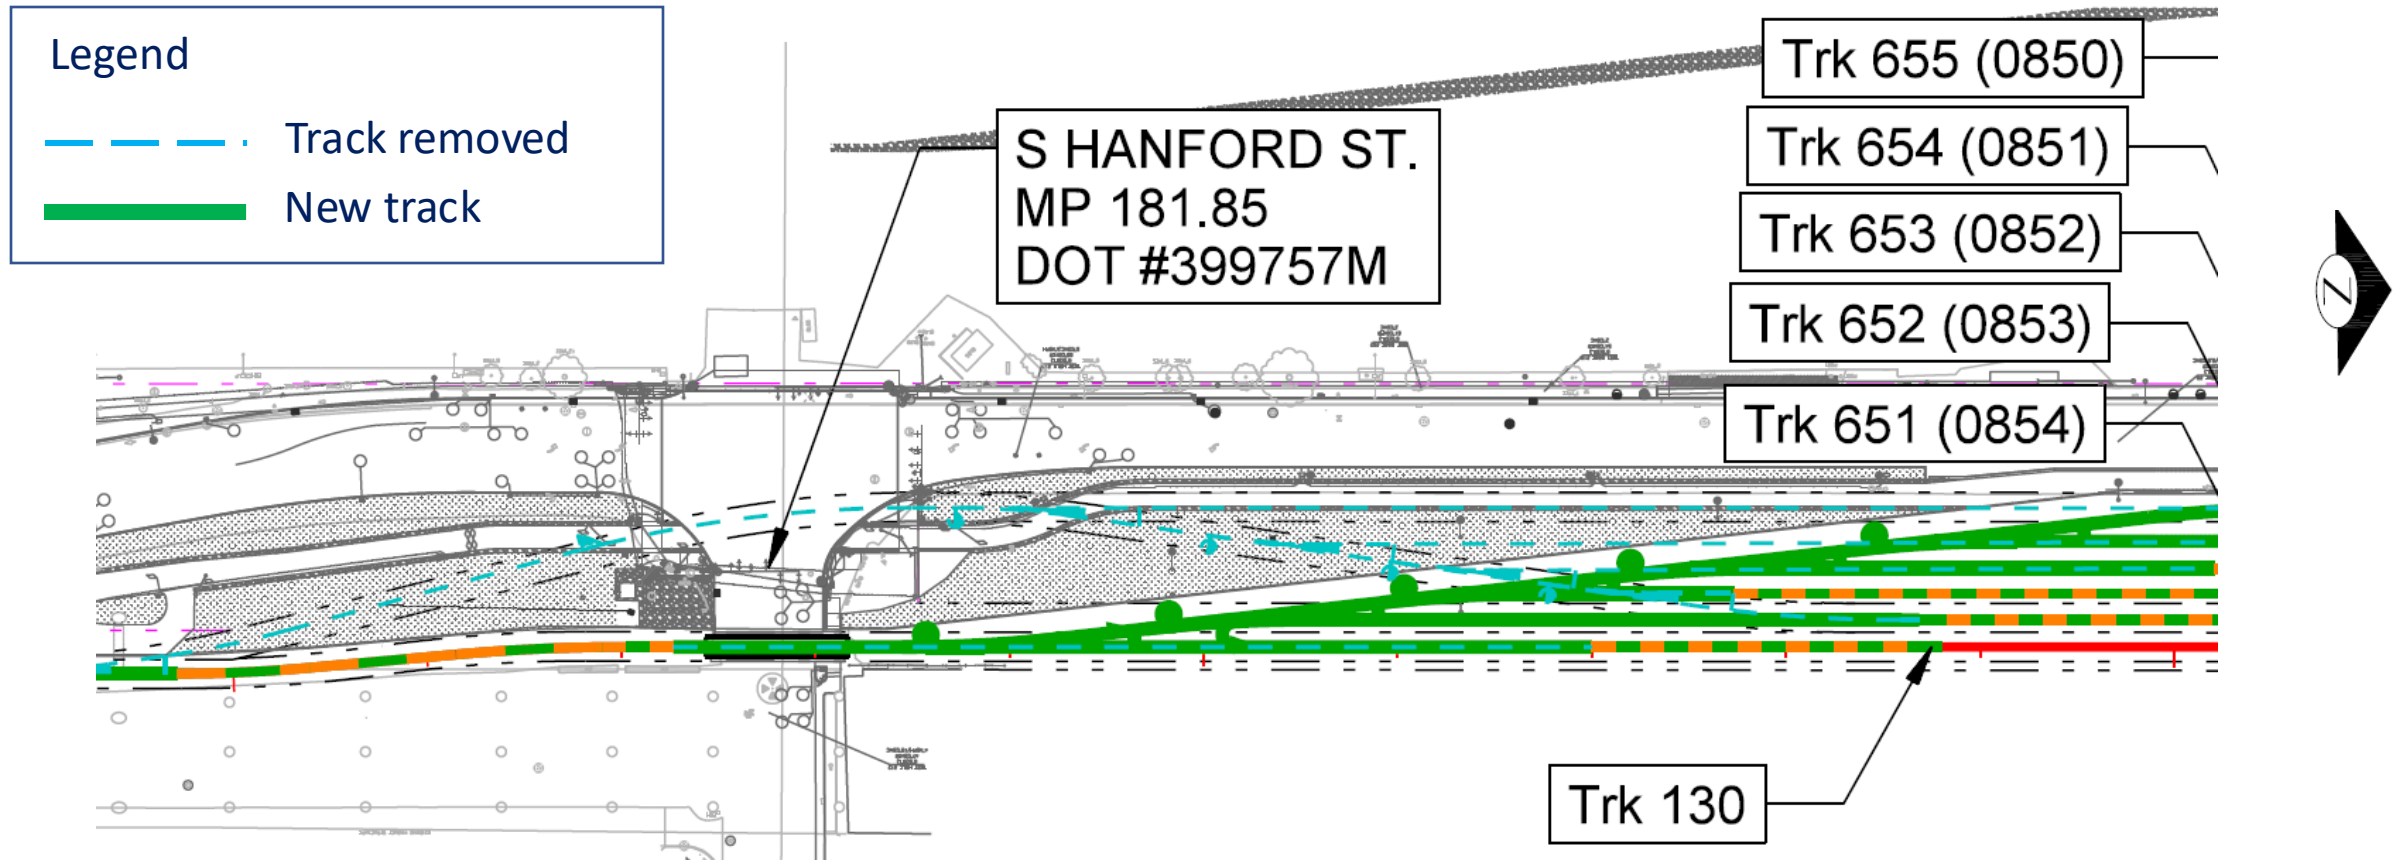 Legend
Track removed
New track
S HANFORD ST.
MP 181.85
DOT #399757M
Trk 655 (0850)
Trk 654 (0851)
Trk 653 (0852)
Trk 652 (0853)
Trk 651 (0854)
Z
Trk 130